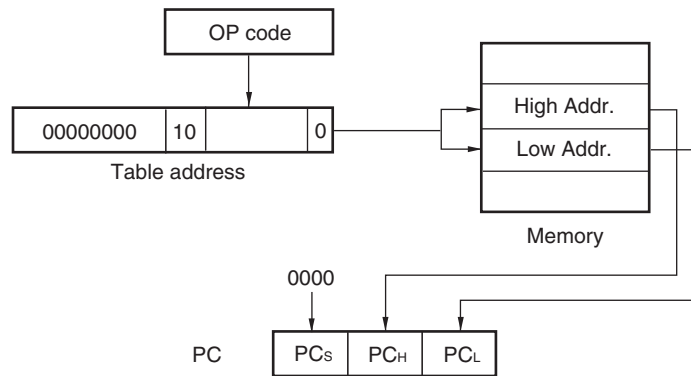 OP code
00000000 10 0
Table address
High Addr.
Low Addr.
Memory
0000
PC PCS PCH PCL